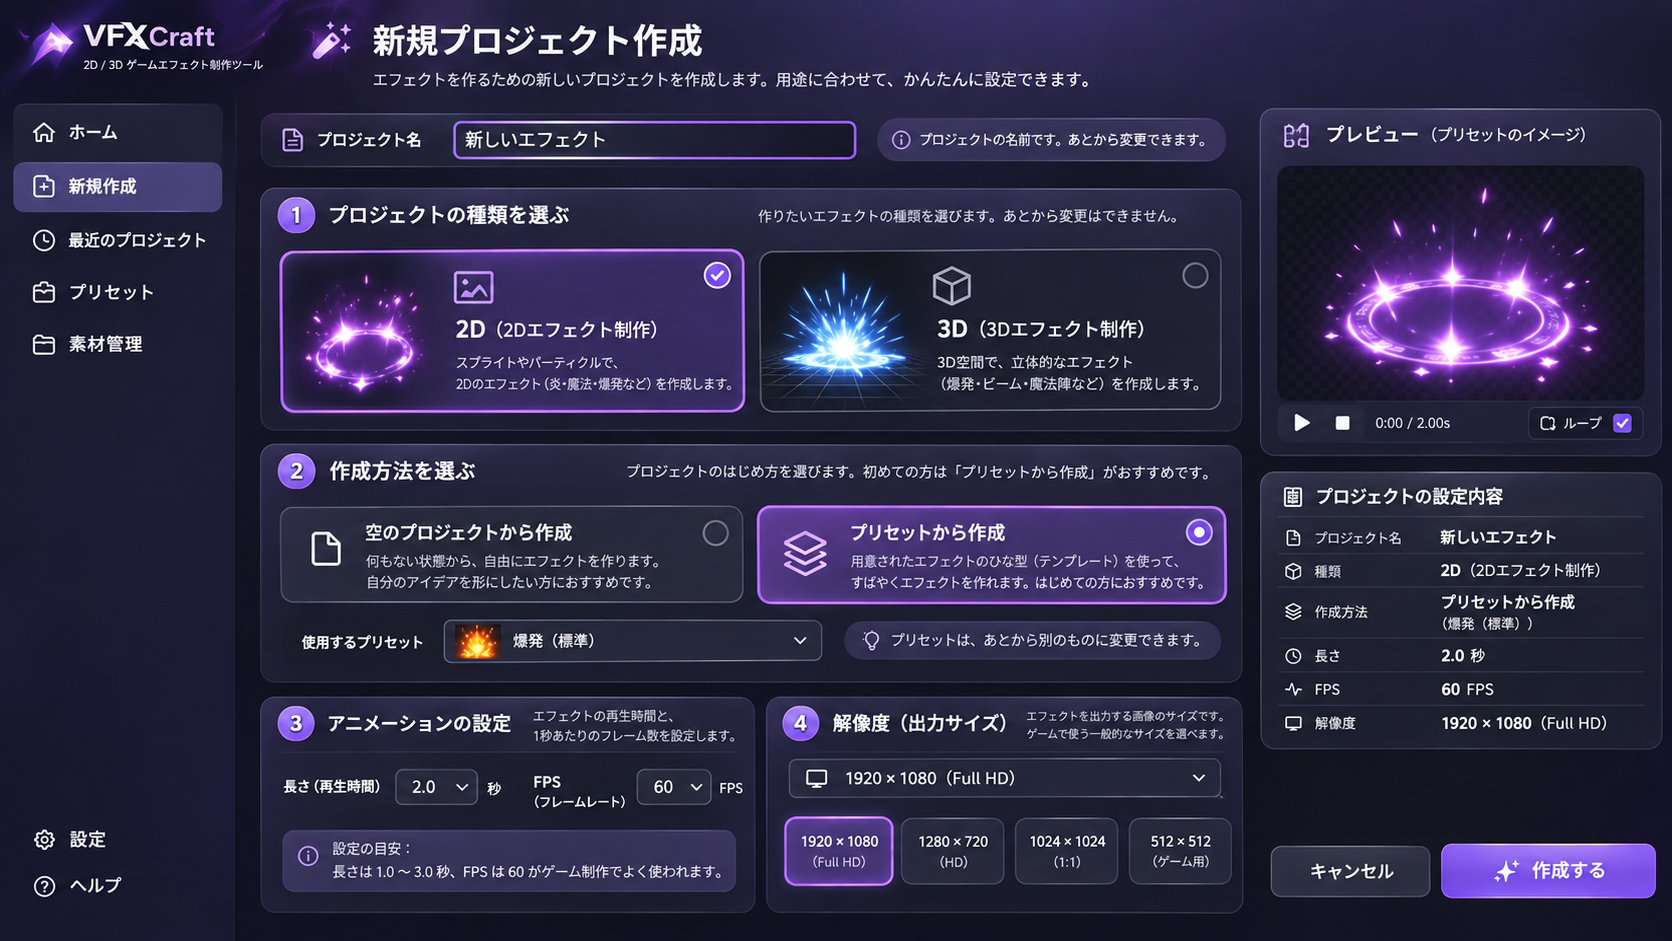 VFXCraft
2D / 3D ゲームエフェクト制作ツール
新規プロジェクト作成
エフェクトを作るための新しいプロジェクトを作成します。用途に合わせて、かんたんに設定できます。
ホーム
新規作成
最近のプロジェクト
プリセット
素材管理
設定
ヘルプ
プロジェクト名
新しいエフェクト
プロジェクトの名前です。あとから変更できます。
1 プロジェクトの種類を選ぶ
作りたいエフェクトの種類を選びます。あとから変更はできません。
2D（2Dエフェクト制作）
スプライトやパーティクルで、
2Dのエフェクト（炎・魔法・爆発など）を作成します。
3D（3Dエフェクト制作）
3D空間で、立体的なエフェクト
（爆発・ビーム・魔法陣など）を作成します。
2 作成方法を選ぶ
プロジェクトのはじめ方を選びます。初めての方は「プリセットから作成」がおすすめです。
空のプロジェクトから作成
何もない状態から、自由にエフェクトを作ります。
自分のアイデアを形にしたい方におすすめです。
プリセットから作成
用意されたエフェクトのひな型（テンプレート）を使って、
すばやくエフェクトを作れます。はじめての方におすすめです。
使用するプリセット
爆発（標準）
プリセットは、あとから別のものに変更できます。
3 アニメーションの設定
エフェクトの再生時間と、
1秒あたりのフレーム数を設定します。
長さ（再生時間）
2.0
秒
FPS
（フレームレート）
60
FPS
設定の目安：
長さは 1.0 〜 3.0 秒、FPS は 60 がゲーム制作でよく使われます。
4 解像度（出力サイズ）
エフェクトを出力する画像のサイズです。
ゲームで使う一般的なサイズを選べます。
1920 × 1080（Full HD）
1920 × 1080
（Full HD）
1280 × 720
（HD）
1024 × 1024
（1:1）
512 × 512
（ゲーム用）
プレビュー（プリセットのイメージ）
0:00 / 2.00s
ループ
プロジェクトの設定内容
プロジェクト名
新しいエフェクト
種類
2D（2Dエフェクト制作）
作成方法
プリセットから作成
（爆発（標準））
長さ
2.0 秒
FPS
60 FPS
解像度
1920 × 1080（Full HD）
キャンセル
作成する